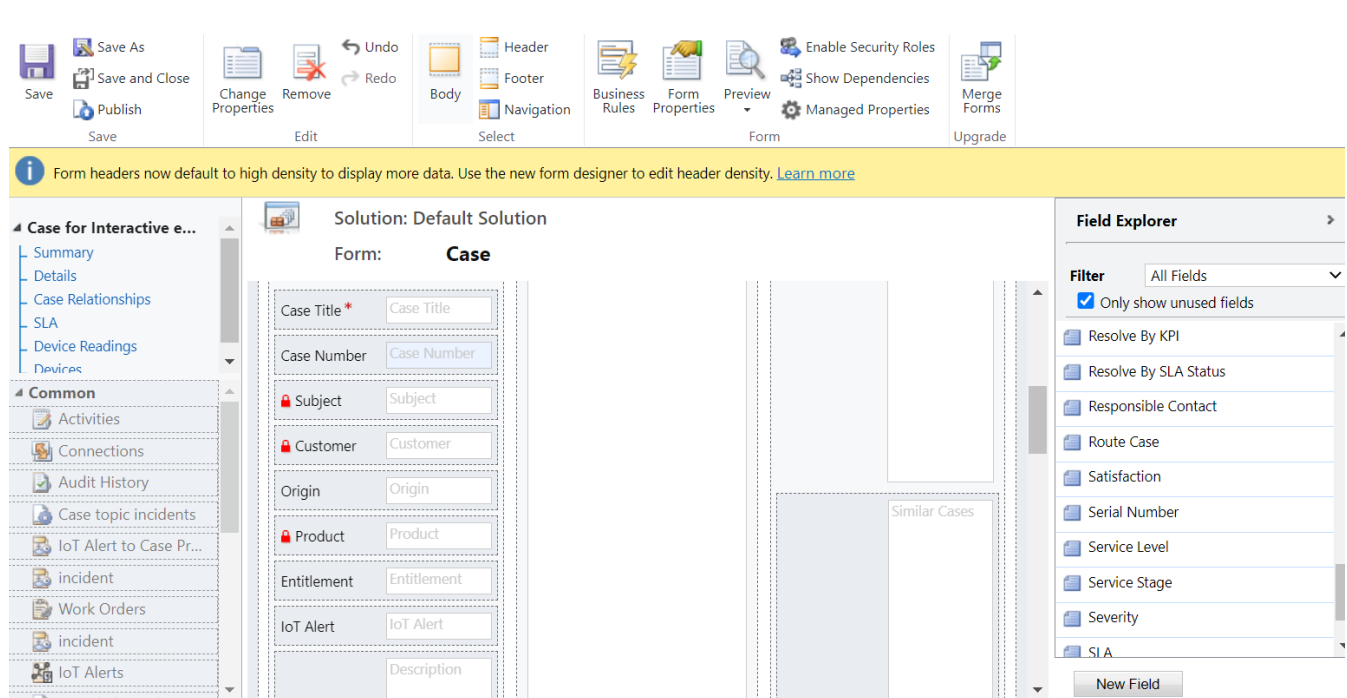 Save
Save As
Save and Close
Publish
Save
Change Properties
Remove
Undo
Redo
Edit
Body
Header
Footer
Navigation
Select
Business Rules
Form Properties
Preview
Enable Security Roles
Show Dependencies
Managed Properties
Form
Merge Forms
Upgrade
Form headers now default to high density to display more data. Use the new form designer to edit header density. Learn more
Case for Interactive e...
Summary
Details
Case Relationships
SLA
Device Readings
Devices
Common
Activities
Connections
Audit History
Case topic incidents
IoT Alert to Case Pr...
incident
Work Orders
incident
IoT Alerts
Solution: Default Solution
Form: Case
Case Title * Case Title
Case Number Case Number
Subject Subject
Customer Customer
Origin Origin
Product Product
Entitlement Entitlement
IoT Alert IoT Alert
Description
Similar Cases
Field Explorer >
Filter All Fields
Only show unused fields
Resolve By KPI
Resolve By SLA Status
Responsible Contact
Route Case
Satisfaction
Serial Number
Service Level
Service Stage
Severity
SLA
New Field